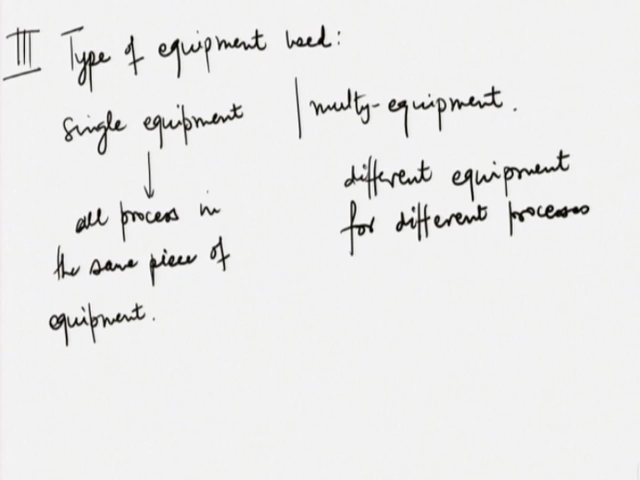 III Type of equipment used:
single equipment | multy-equipment.
all process in
the same piece of
equipment.
different equipment
for different processes